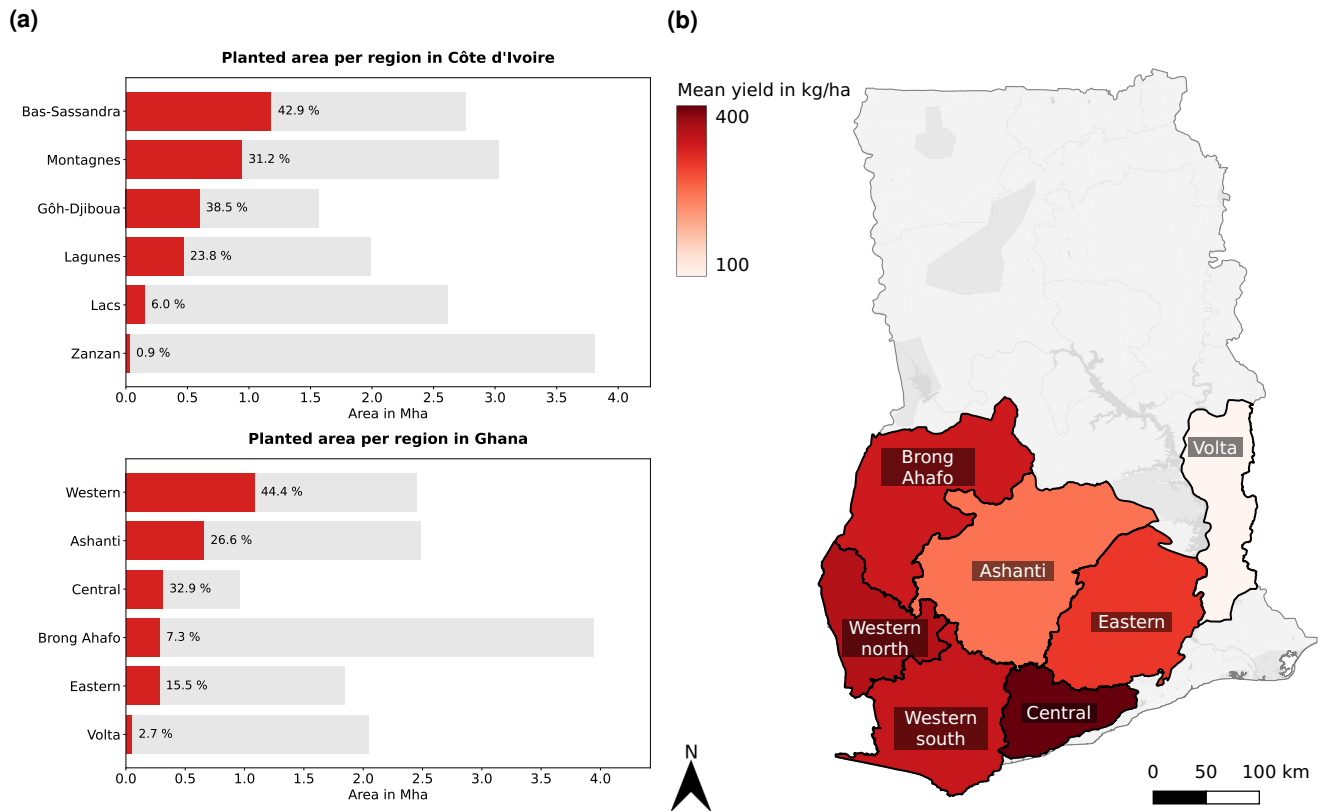 (a)
Planted area per region in Côte d'Ivoire
Bas-Sassandra
42.9 %
Montagnes
31.2 %
Gôh-Djiboua
38.5 %
Lagunes
23.8 %
Lacs
6.0 %
Zanzan
0.9 %
0.0 0.5 1.0 1.5 2.0 2.5 3.0 3.5 4.0
Area in Mha
Planted area per region in Ghana
Western
44.4 %
Ashanti
26.6 %
Central
32.9 %
Brong Ahafo
7.3 %
Eastern
15.5 %
Volta
2.7 %
0.0 0.5 1.0 1.5 2.0 2.5 3.0 3.5 4.0
Area in Mha
(b)
Mean yield in kg/ha
400
100
Volta
Brong
Ahafo
Ashanti
Eastern
Western
north
Central
Western
south
N
0 50 100 km